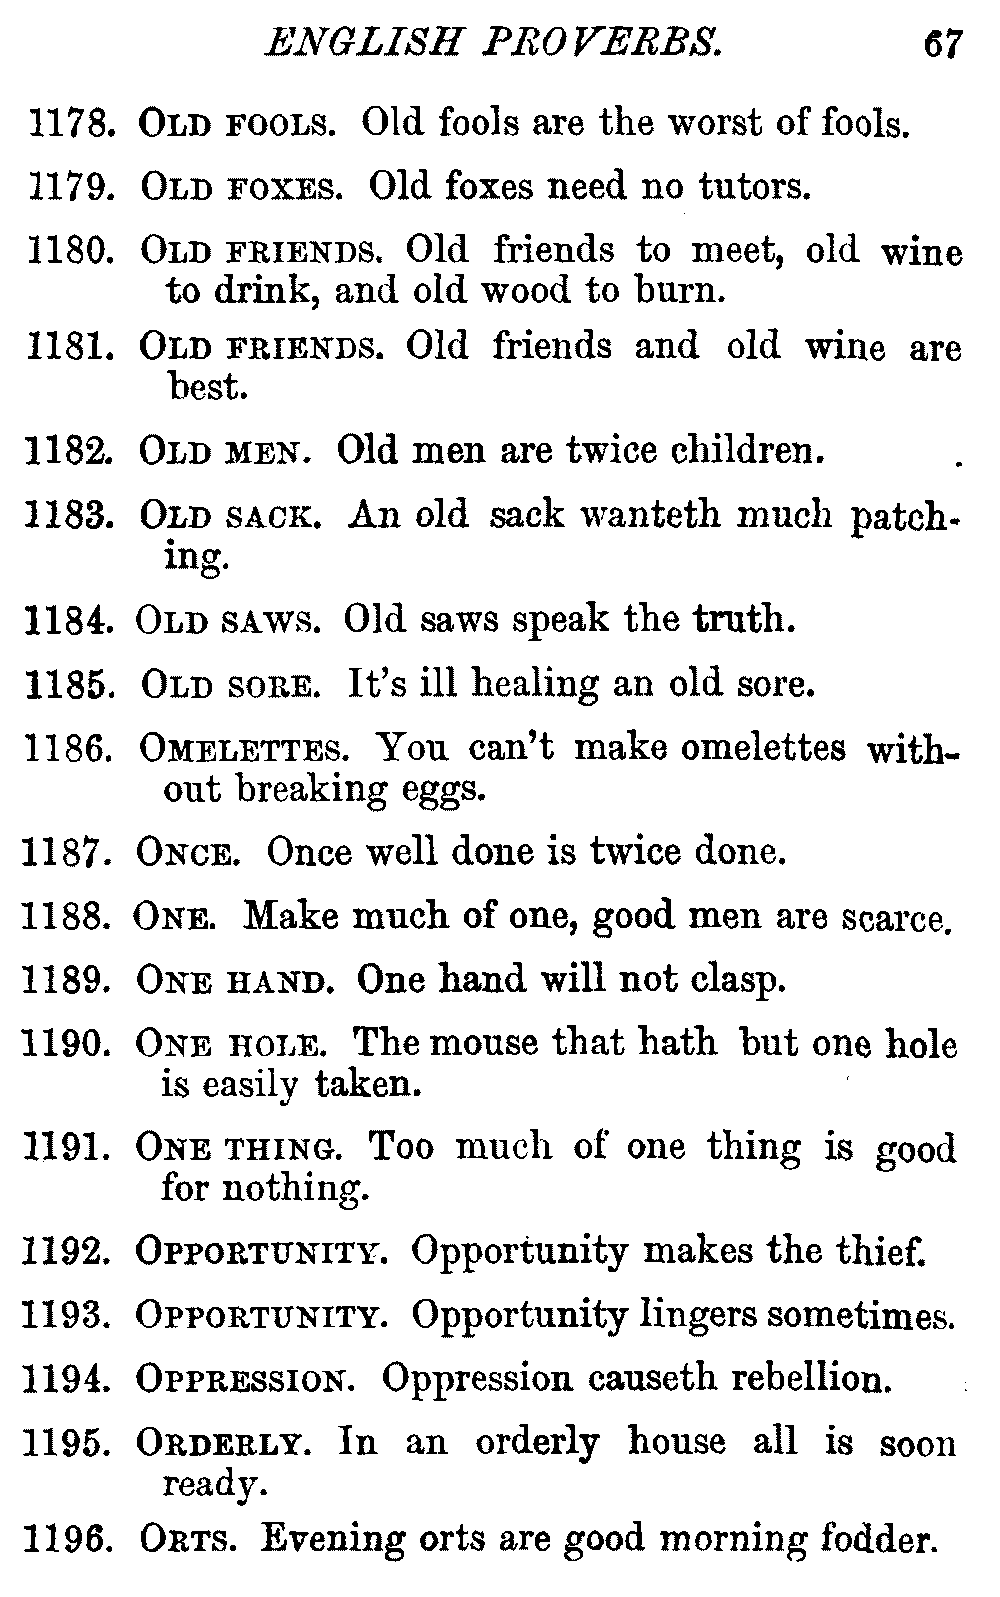 ENGLISH PROVERBS. 67
1178. OLD FOOLS. Old fools are the worst of fools.
1179. OLD FOXES. Old foxes need no tutors.
1180. OLD FRIENDS. Old friends to meet, old wine
to drink, and old wood to burn.
1181. OLD FRIENDS. Old friends and old wine are
best.
1182. OLD MEN. Old men are twice children.
1183. OLD SACK. An old sack wanteth much patch-
ing.
1184. OLD SAWS. Old saws speak the truth.
1185. OLD SORE. It's ill healing an old sore.
1186. OMELETTES. You can't make omelettes with-
out breaking eggs.
1187. ONCE. Once well done is twice done.
1188. ONE. Make much of one, good men are scarce.
1189. ONE HAND. One hand will not clasp.
1190. ONE HOLE. The mouse that hath but one hole
is easily taken.
1191. ONE THING. Too much of one thing is good
for nothing.
1192. OPPORTUNITY. Opportunity makes the thief.
1193. OPPORTUNITY. Opportunity lingers sometimes.
1194. OPPRESSION. Oppression causeth rebellion.
1195. ORDERLY. In an orderly house all is soon
ready.
1196. ORTS. Evening orts are good morning fodder.